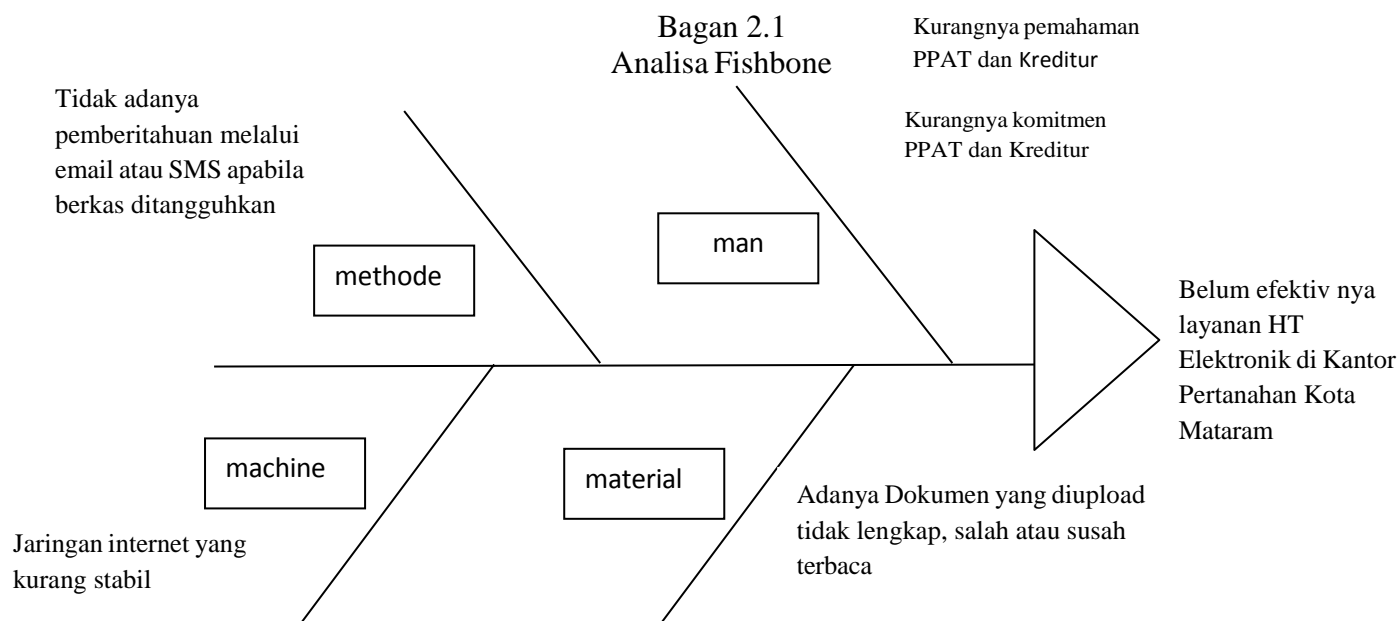 Bagan 2.1
Analisa Fishbone
Kurangnya pemahaman
PPAT dan Kreditur
Kurangnya komitmen
PPAT dan Kreditur
Tidak adanya
pemberitahuan melalui
email atau SMS apabila
berkas ditangguhkan
methode
man
Belum efektiv nya
layanan HT
Elektronik di Kantor
Pertanahan Kota
Mataram
machine
material
Adanya Dokumen yang diupload
tidak lengkap, salah atau susah
terbaca
Jaringan internet yang
kurang stabil